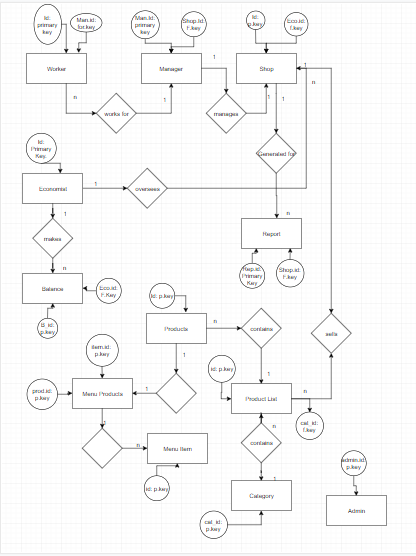 Id:
primary
key
Man.id:
for.key
Man.Id:
primary
key
Shop.Id:
F.key
Id:
p.key
Eco.id:
f.key
Worker
Manager
Shop
1
1
n
n
1
1
1
works for
manages
Generated for
Id:
Primary
Key.
Economist
1
oversees
1
makes
n
Report
n
Rep.id:
Primary
Key
Shop.id:
F.key
Balance
Eco.id:
F.Key
B_id:
p.key
Id: p.key
Products
n
contains
sells
1
1
item.id:
p.key
id: p.key
prod.id:
p.key
Menu Products
1
Product List
n
cat_id:
f.key
1
n
n
contains
Menu Item
id: p.key
1
Category
cat_id:
p.key
admin.id:
p.key
Admin